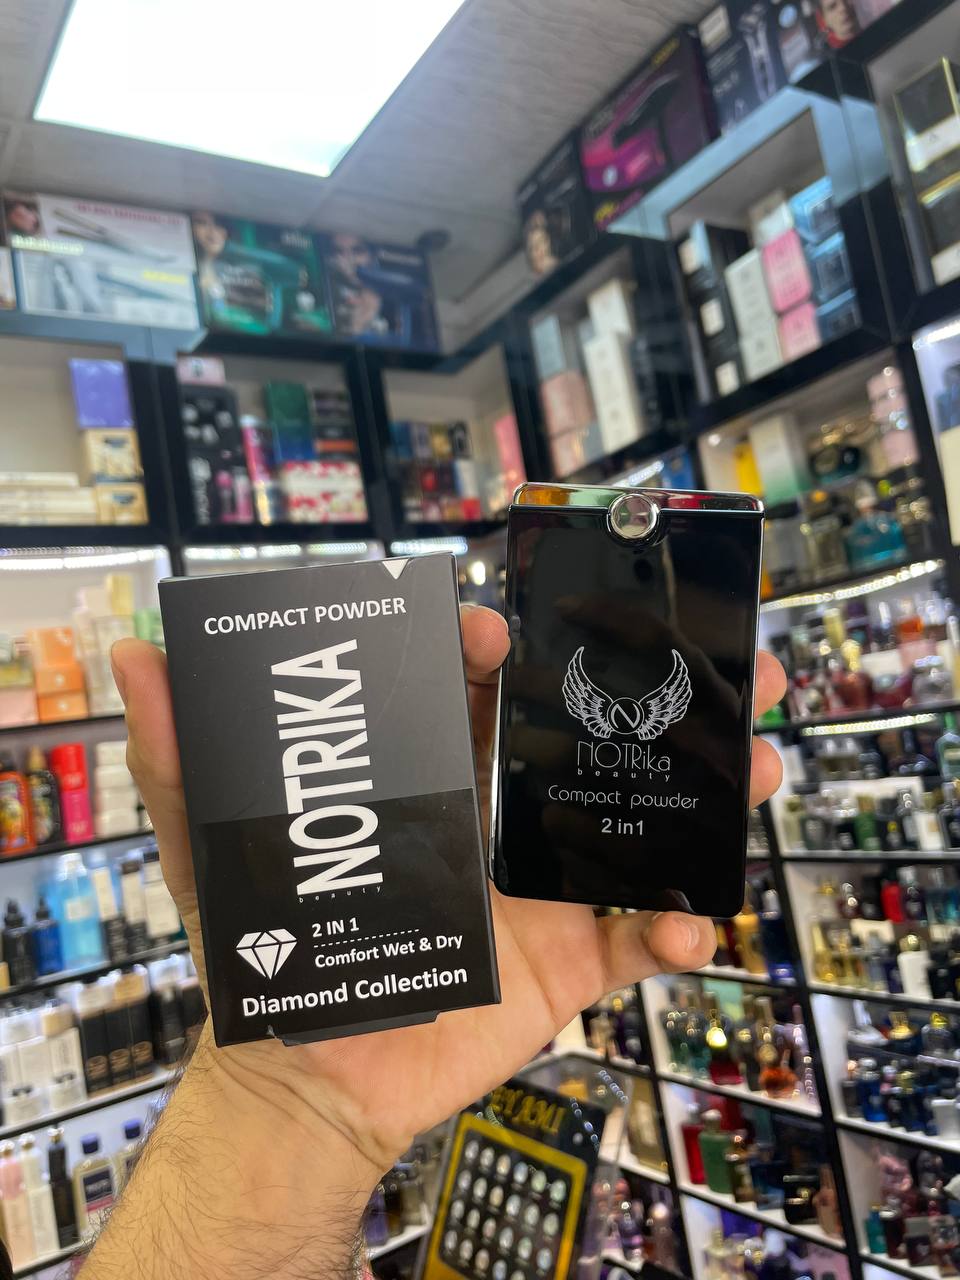 COMPACT POWDER
NOTRIKA
beauty
2 IN 1
Comfort Wet & Dry
Diamond Collection
N
NOTRika
beauty
Compact powder
2 in1